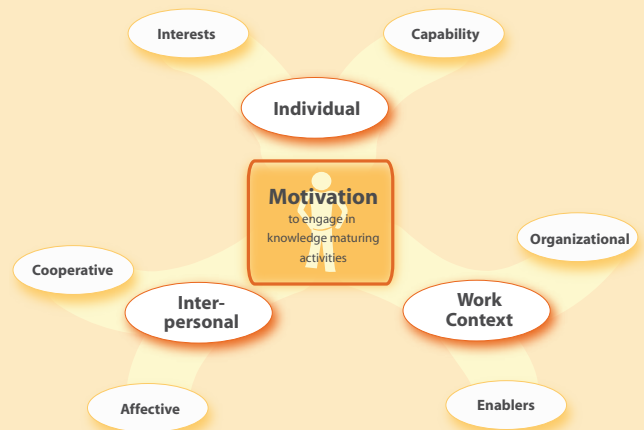 Interests
Capability
Individual
Motivation
to engage in
knowledge maturing
activities
Organizational
Cooperative
Inter-
personal
Work
Context
Affective
Enablers